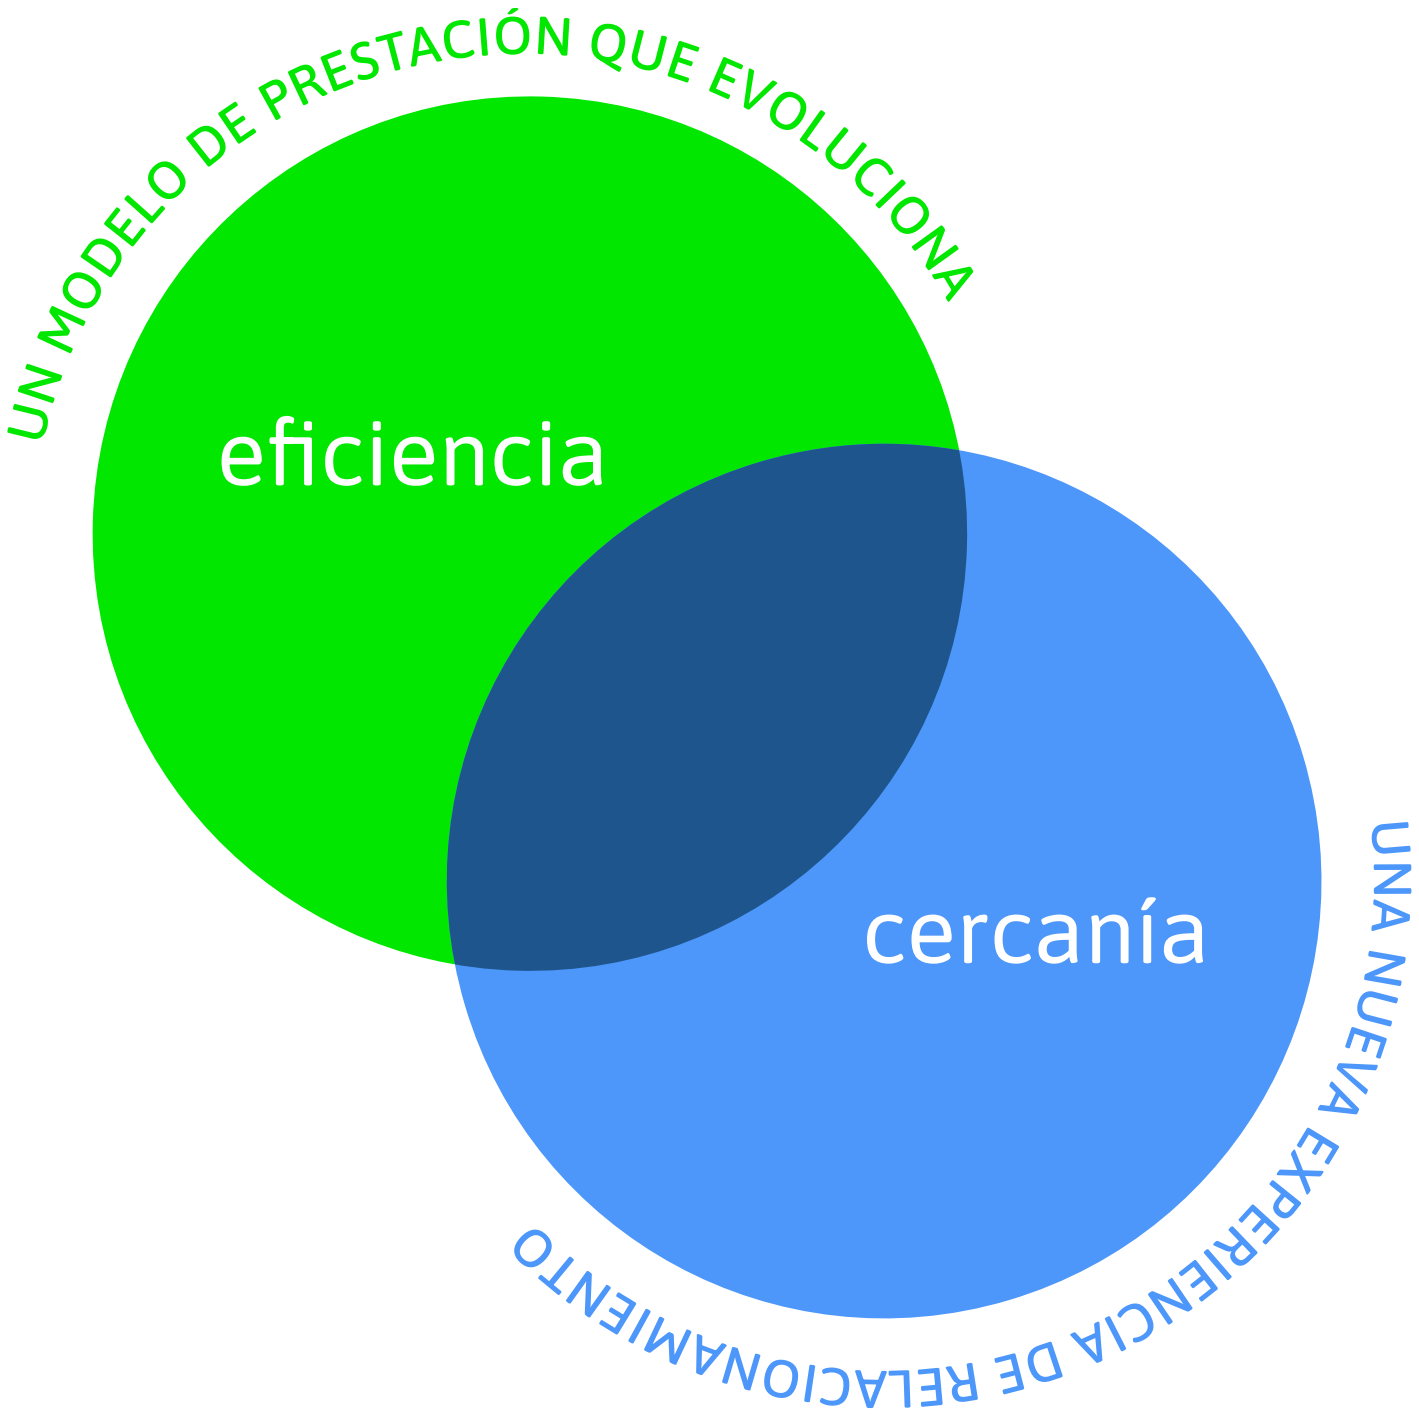 UN MODELO DE PRESTACIÓN QUE EVOLUCIONA
eficiencia
cercanía
UNA NUEVA EXPERIENCIA DE RELACIONAMIENTO